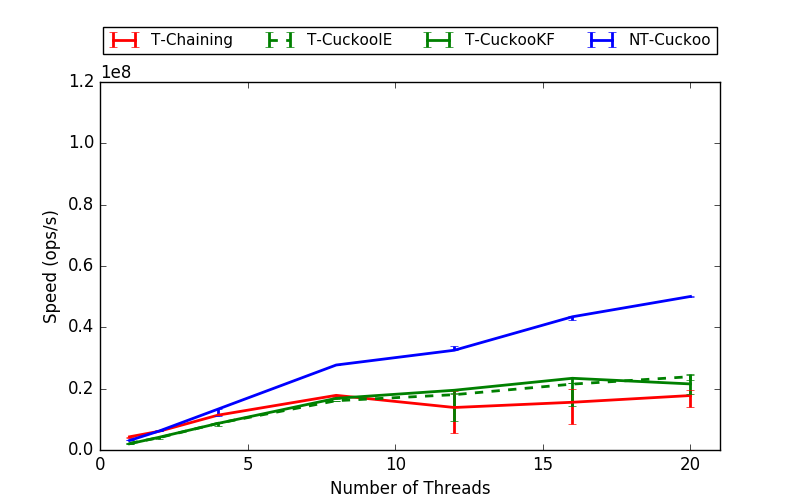 T-Chaining T-CuckooIE T-CuckooKF NT-Cuckoo
1e8
1.2
1.0
0.8
0.6
0.4
0.2
0.0
Speed (ops/s)
0 5 10 15 20
Number of Threads